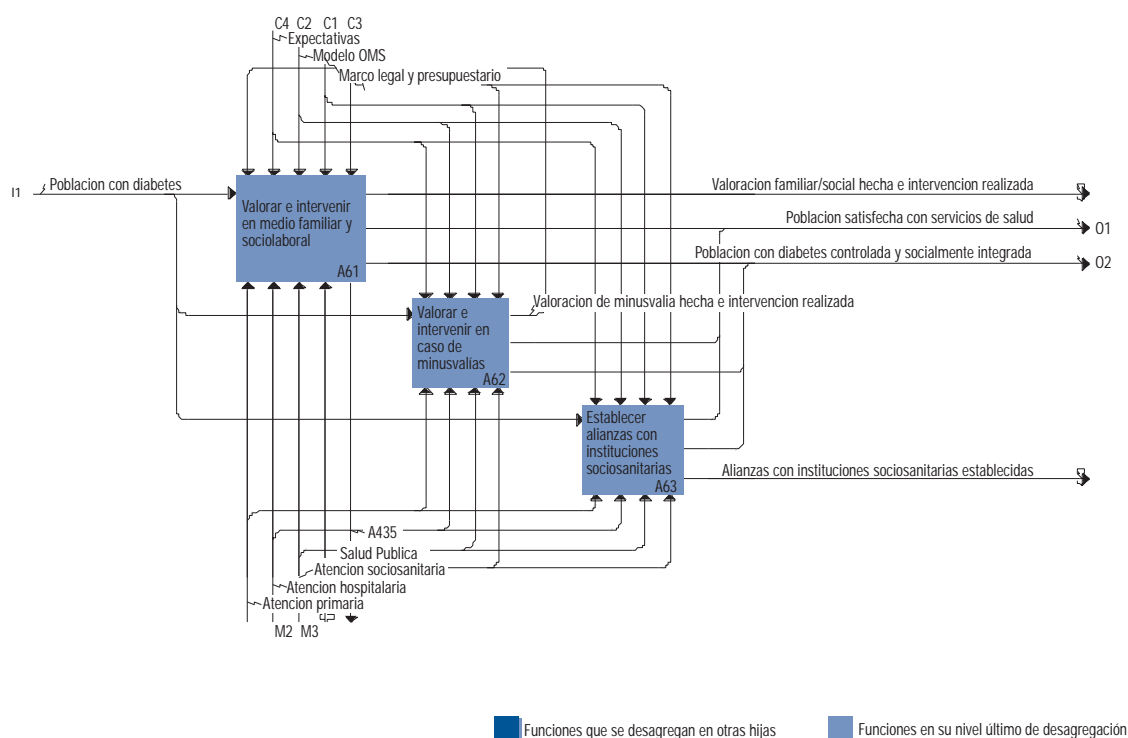 C4 C2 C1 C3
Expectativas
Modelo OMS
Marco legal y presupuestario
I1
Poblacion con diabetes
Valorar e intervenir
en medio familiar y
sociolaboral
A61
Valoracion familiar/social hecha e intervencion realizada
Poblacion satisfecha con servicios de salud
O1
Poblacion con diabetes controlada y socialmente integrada
O2
Valorar e
intervenir en
caso de
minusvalias
A62
Valoracion de minusvalia hecha e intervencion realizada
Establecer
alianzas con
instituciones
sociosanitarias
A63
Alianzas con instituciones sociosanitarias establecidas
A435
Salud Publica
Atencion sociosanitaria
Atencion hospitalaria
Atencion primaria
M2 M3
Funciones que se desagregan en otras hijas
Funciones en su nivel último de desagregación